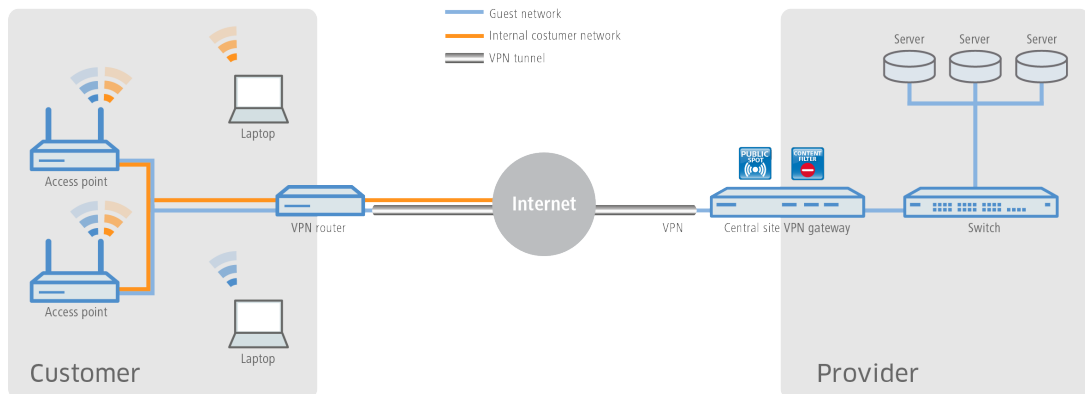 Guest network
Internal costumer network
VPN tunnel
Server Server Server
Laptop
PUBLIC
SPOT
CONTENT
FILTER
Access point
Internet
VPN router
VPN
Central site VPN gateway
Switch
Access point
Laptop
Customer
Provider